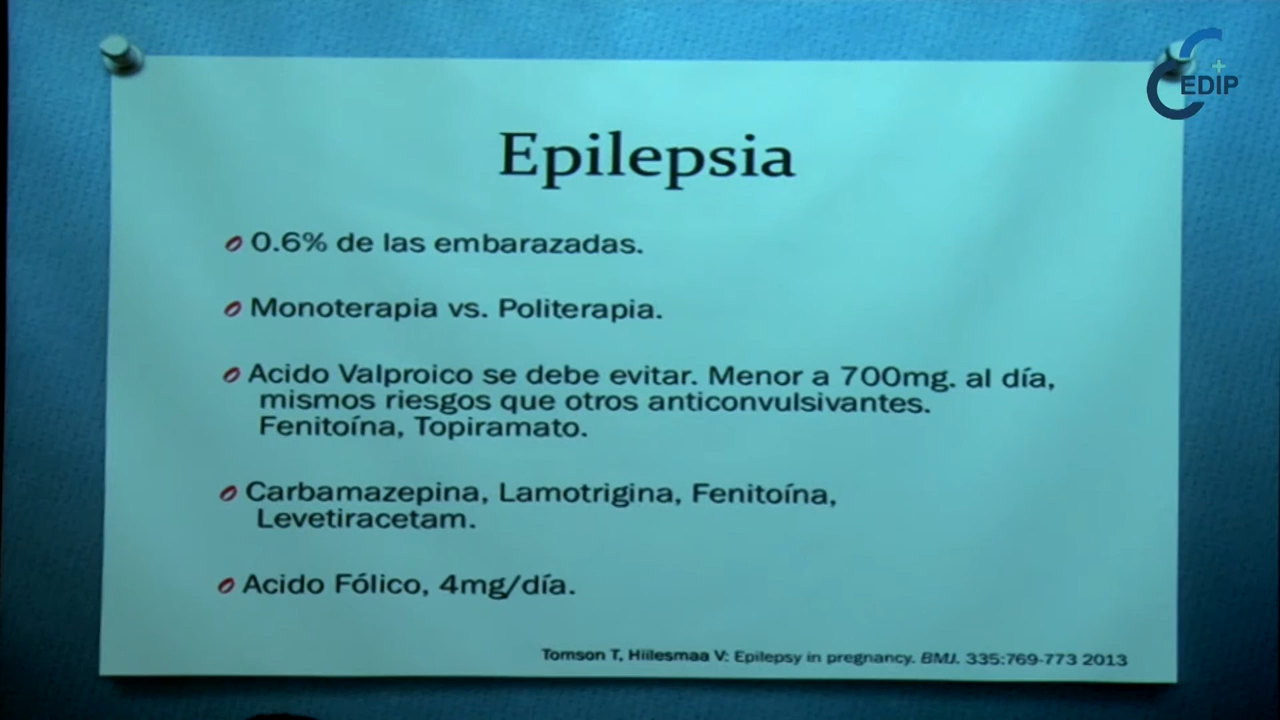 EDIP
Epilepsia
0.6% de las embarazadas.
Monoterapia vs. Politerapia.
Acido Valproico se debe evitar. Menor a 700mg. al día,
mismos riesgos que otros anticonvulsivantes.
Fenitoína, Topiramato.
Carbamazepina, Lamotrigina, Fenitoína,
Levetiracetam.
Acido Fólico, 4mg/día.
Tomson T, Hiilesmaa V: Epilepsy in pregnancy. BMJ. 335:769-773 2013